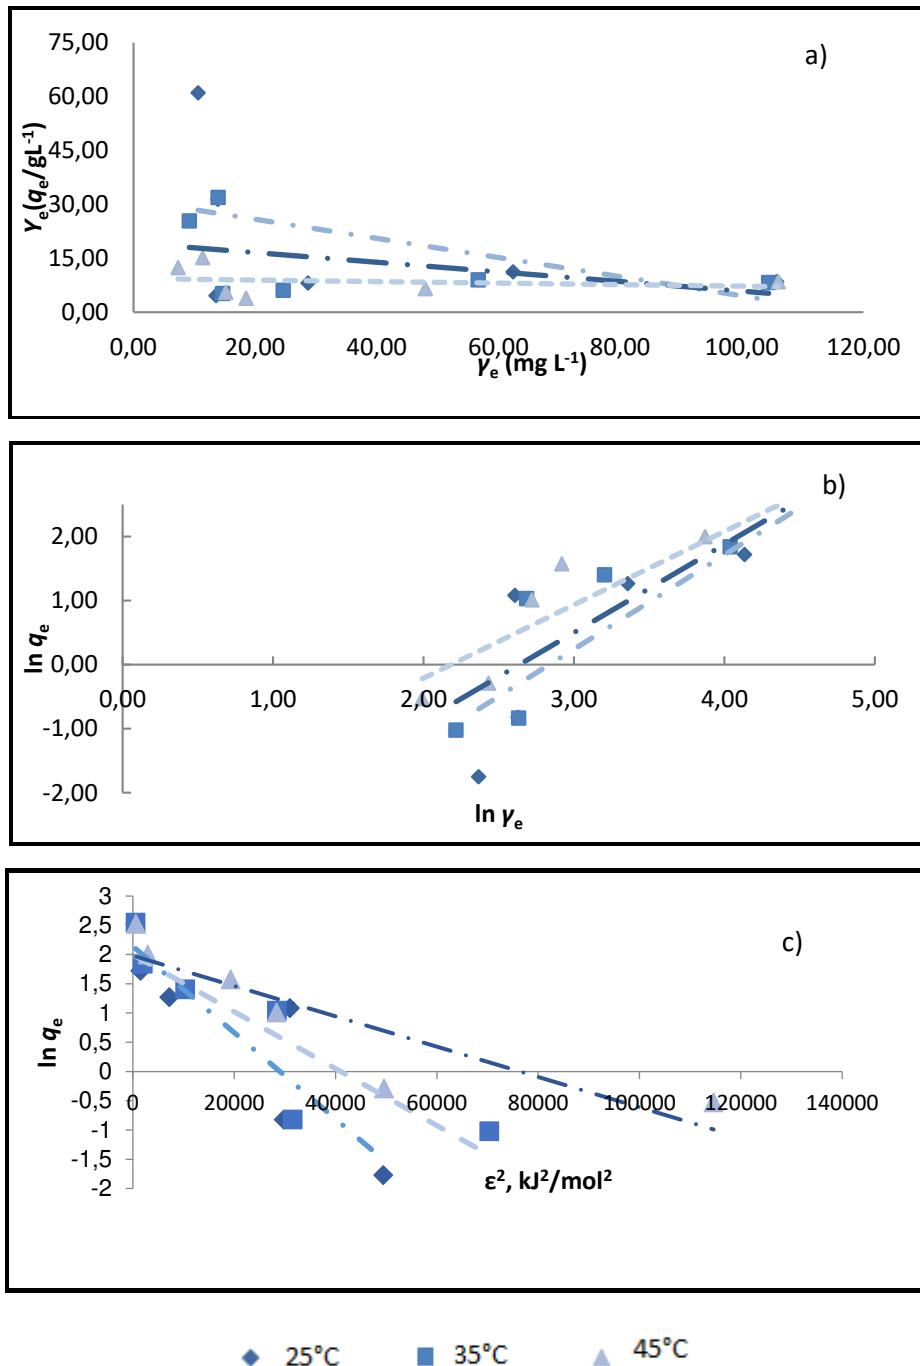 a)
75,00
60,00
45,00
30,00
15,00
0,00
Yₑ(qₑ/gL⁻¹)
0,00 20,00 40,00 60,00 80,00 100,00 120,00
γₑ (mg L⁻¹)
b)
2,00
1,00
0,00
-1,00
-2,00
ln qₑ
0,00 1,00 2,00 3,00 4,00 5,00
ln γₑ
c)
3
2,5
2
1,5
1
0,5
0
-0,5
-1
-1,5
-2
ln qₑ
0 20000 40000 60000 80000 100000 120000 140000
ε², kJ²/mol²
25°C 35°C 45°C